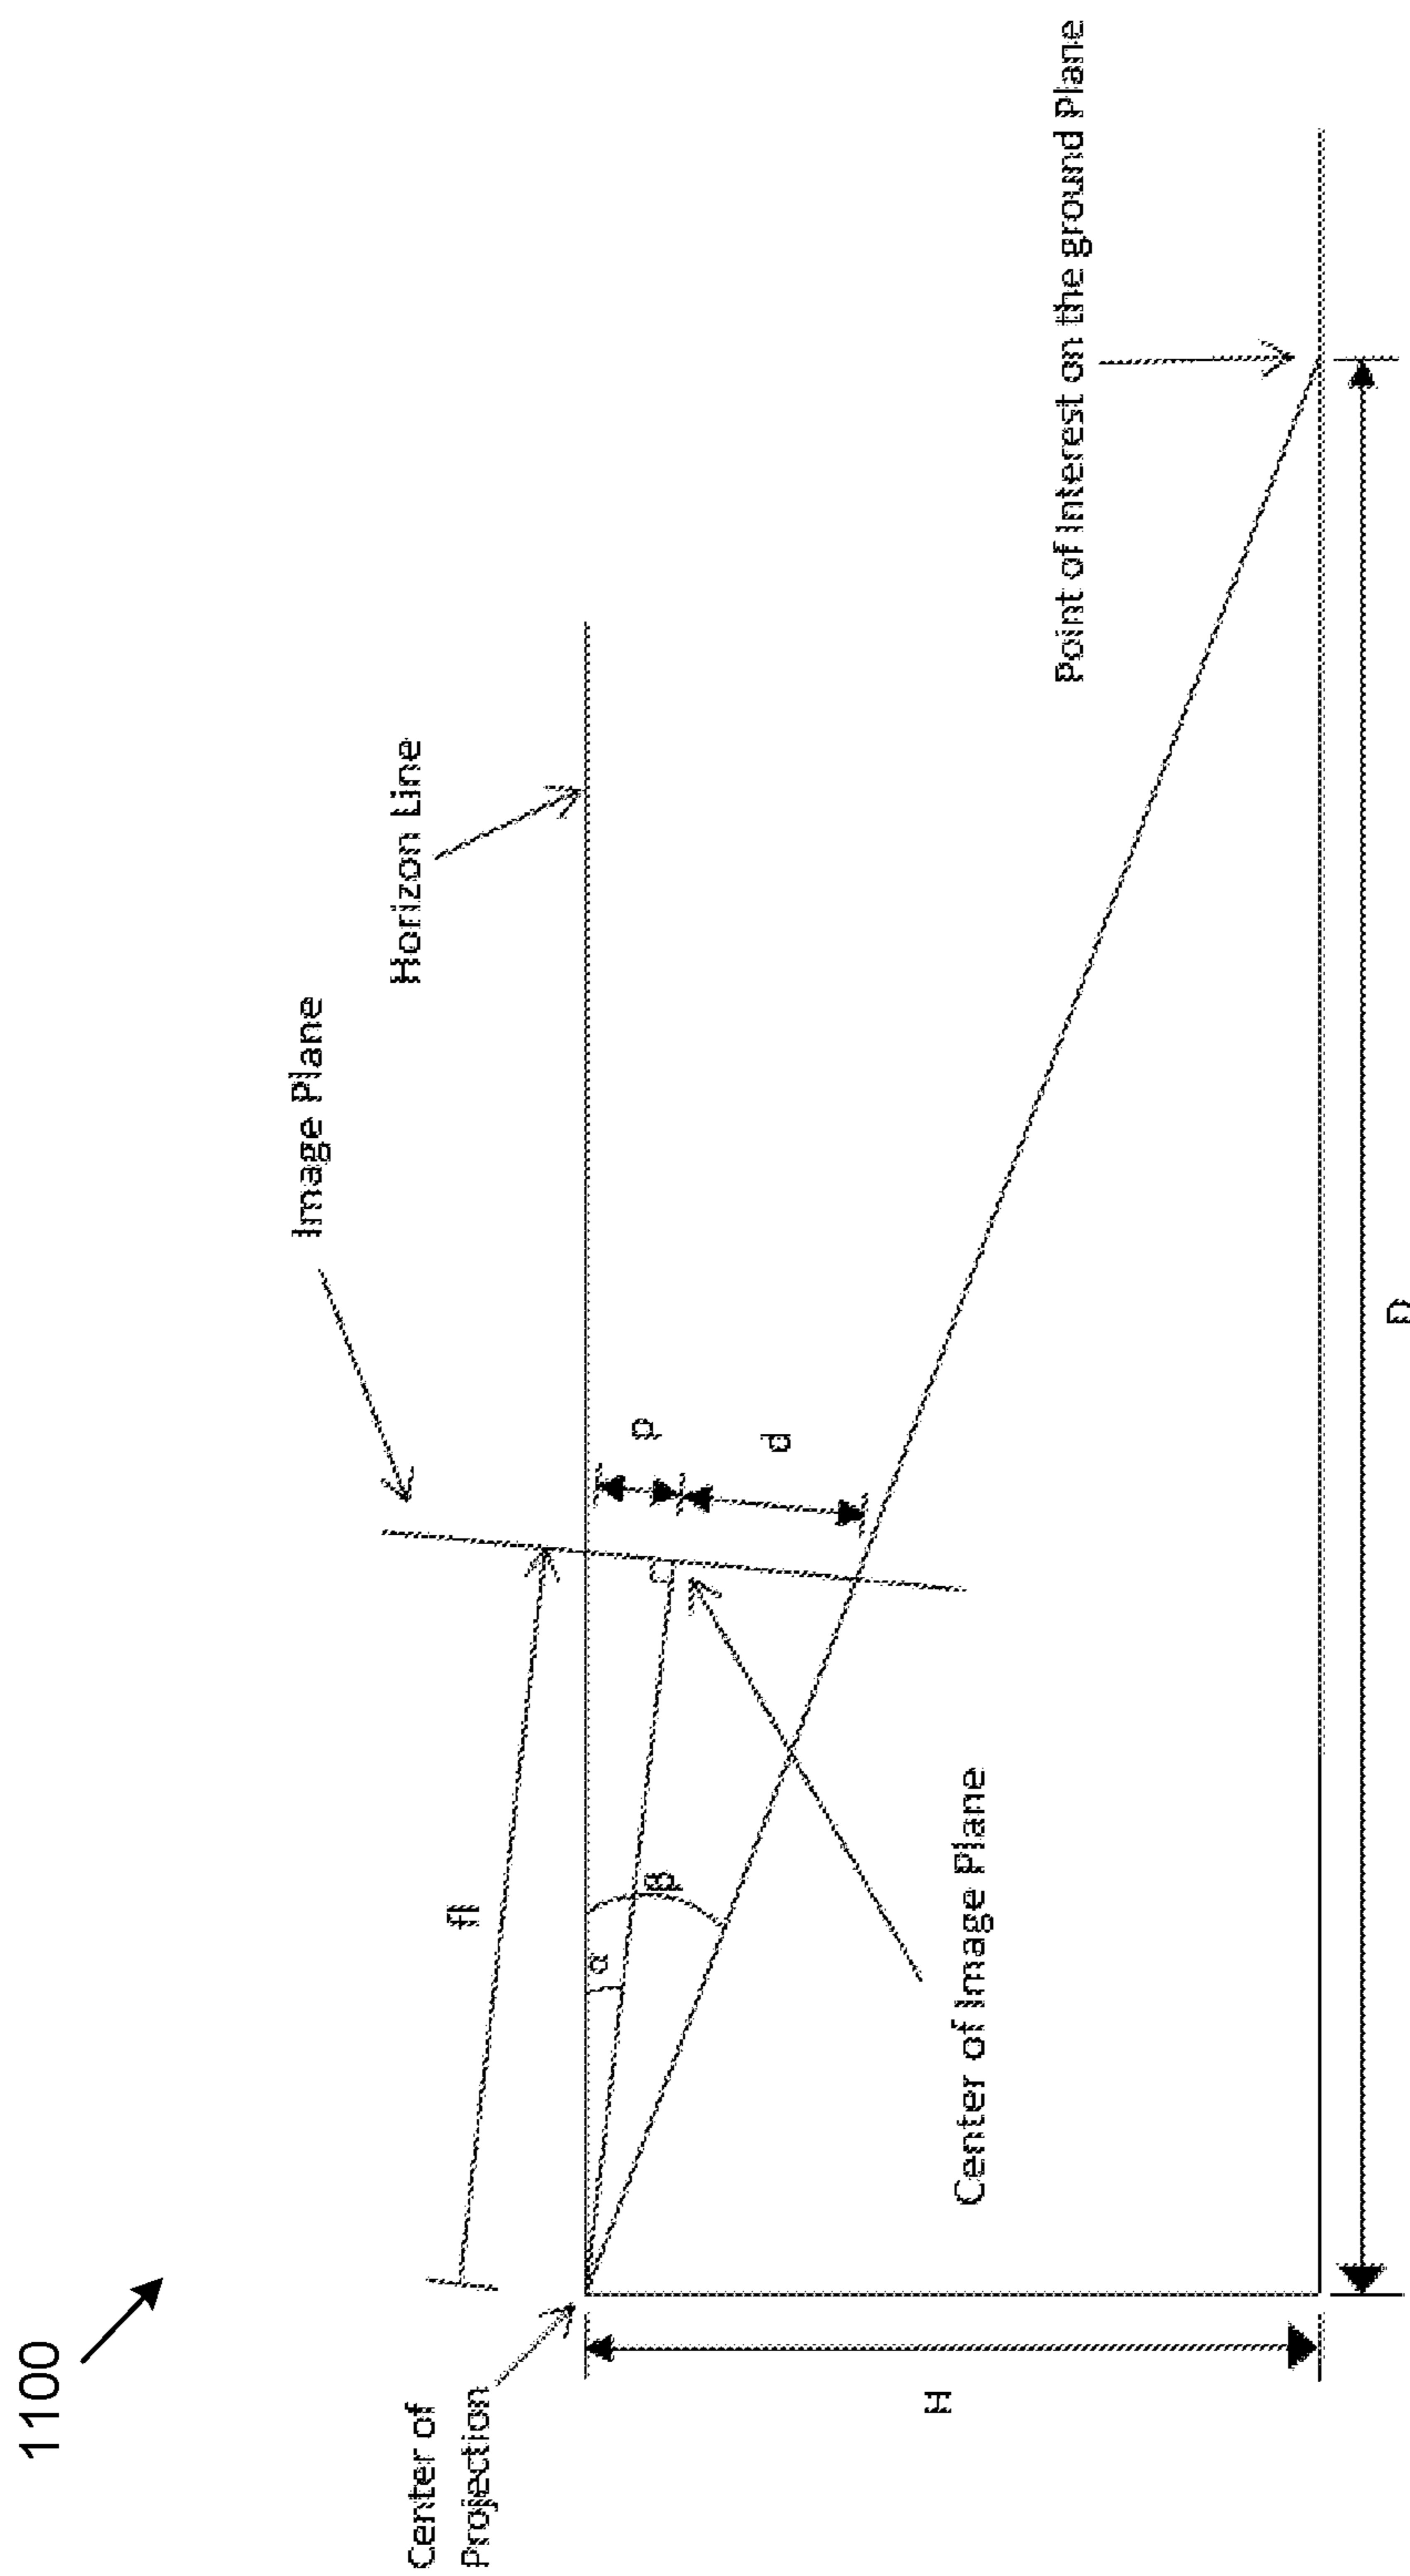 1100
Center of
Projection
fl
Image Plane
Horizon Line
α
β
p
d
Center of Image Plane
Point of Interest on the ground Plane
H
D